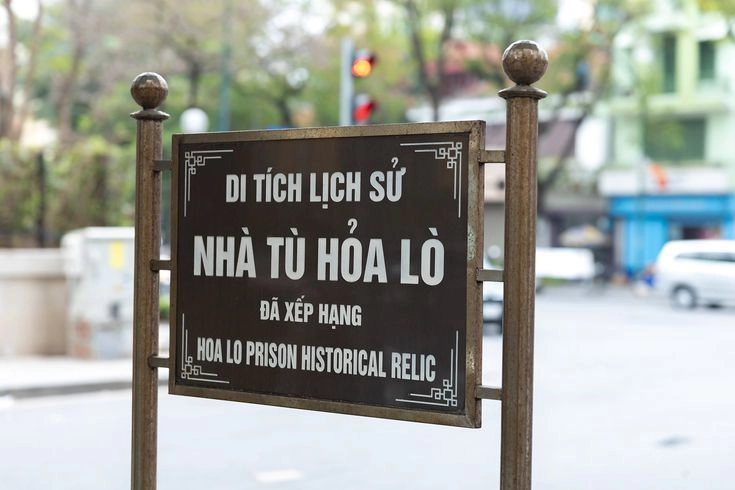 DI TÍCH LỊCH SỬ
NHÀ TÙ HỎA LÒ
ĐÃ XẾP HẠNG
HOA LO PRISON HISTORICAL RELIC